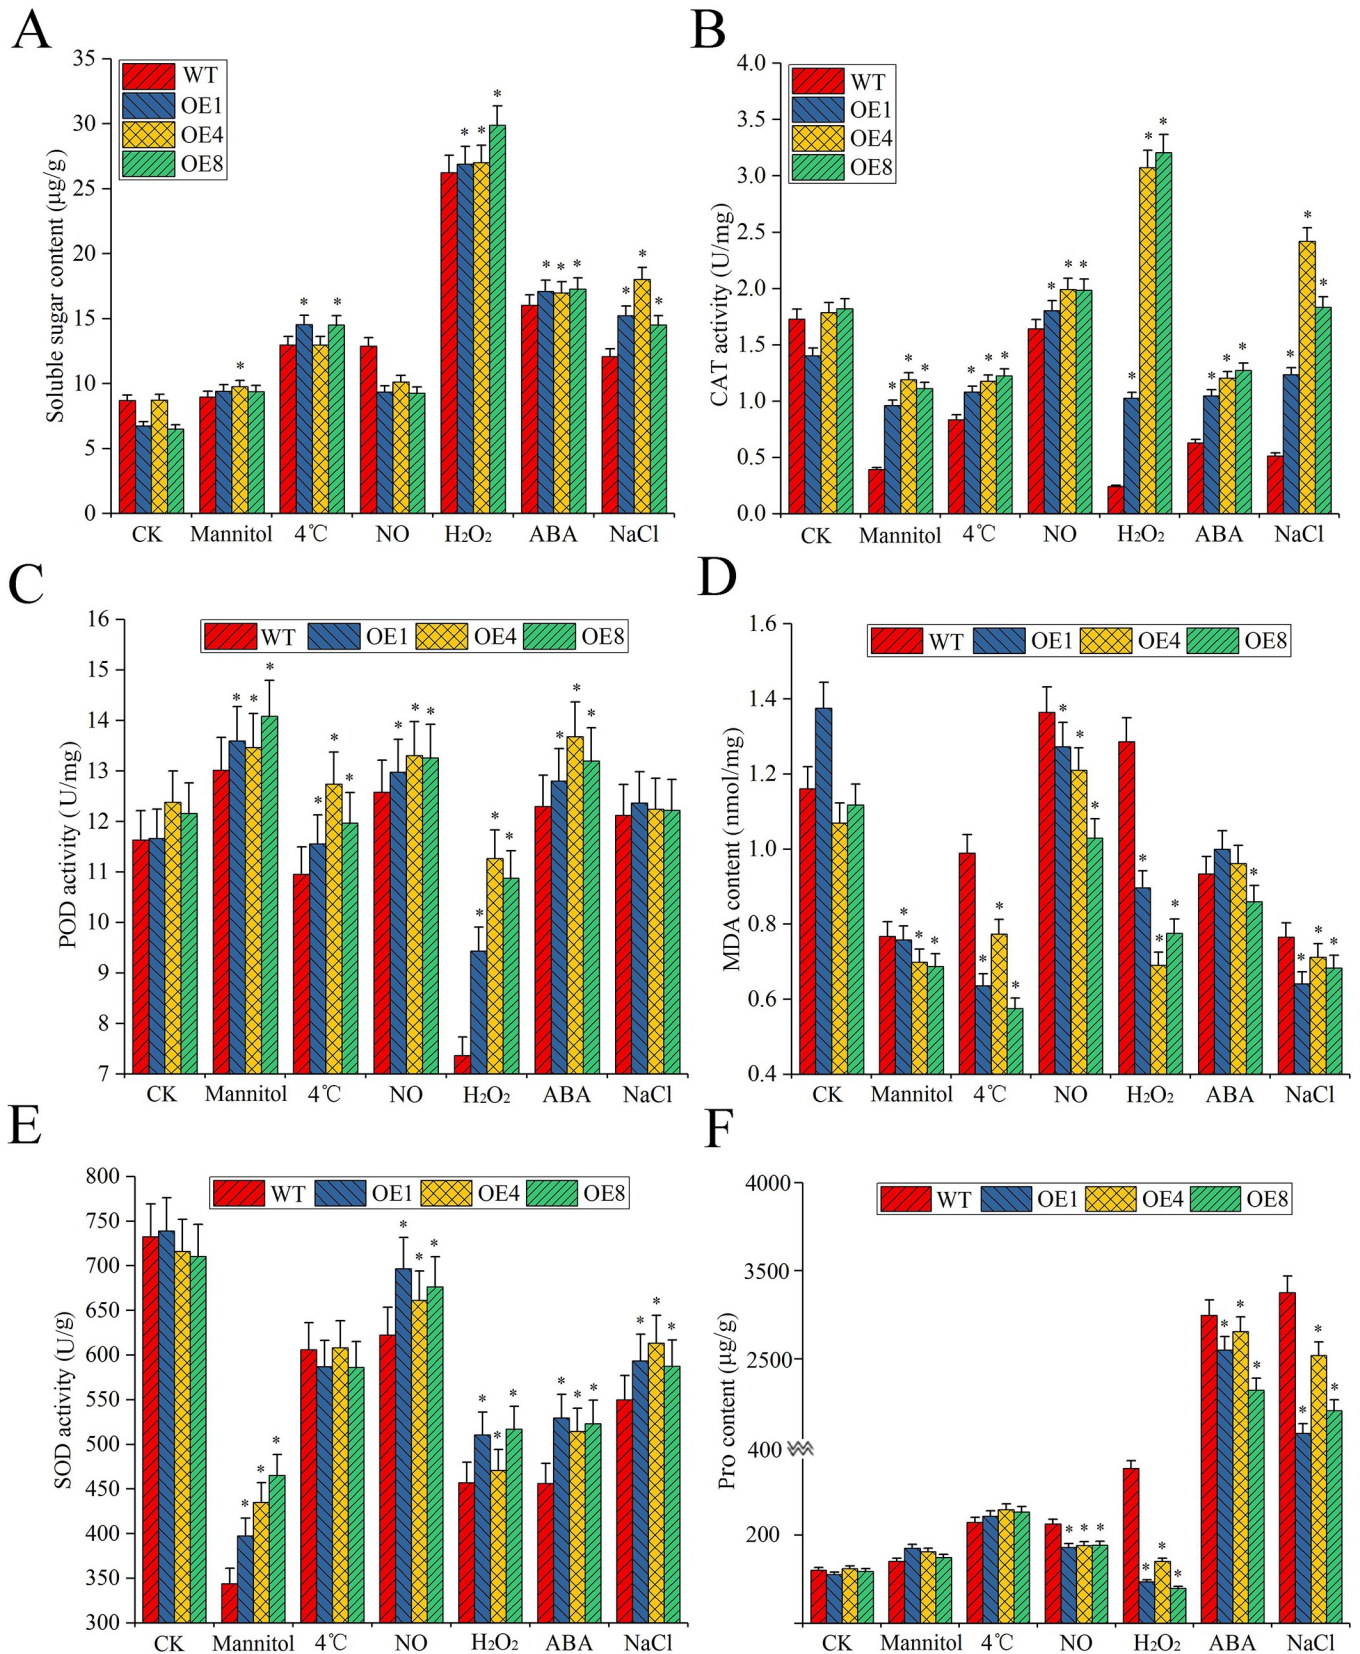 A
Soluble sugar content (μg/g)
35
30
25
20
15
10
5
0
WT
OE1
OE4
OE8
*
*
*
*
*
*
*
*
*
*
*
*
CK Mannitol 4℃ NO H₂O₂ ABA NaCl
B
CAT activity (U/mg)
4.0
3.5
3.0
2.5
2.0
1.5
1.0
0.5
0.0
WT
OE1
OE4
OE8
* * *
* * *
* * *
* * *
* * *
* * *
CK Mannitol 4℃ NO H₂O₂ ABA NaCl
C
POD activity (U/mg)
16
15
14
13
12
11
10
9
8
7
WT OE1 OE4 OE8
* * *
* * *
* * *
* * *
* * *
CK Mannitol 4℃ NO H₂O₂ ABA NaCl
D
MDA content (nmol/mg)
1.6
1.4
1.2
1.0
0.8
0.6
0.4
WT OE1 OE4 OE8
* * *
* * *
* * *
* * *
*
* * *
CK Mannitol 4℃ NO H₂O₂ ABA NaCl
E
SOD activity (U/g)
800
750
700
650
600
550
500
450
400
350
300
WT OE1 OE4 OE8
* * *
* * *
* * *
* * *
* * *
CK Mannitol 4℃ NO H₂O₂ ABA NaCl
F
Pro content (μg/g)
4000
3500
2500
400
200
WT OE1 OE4 OE8
* * *
* * *
* * *
* * *
CK Mannitol 4℃ NO H₂O₂ ABA NaCl